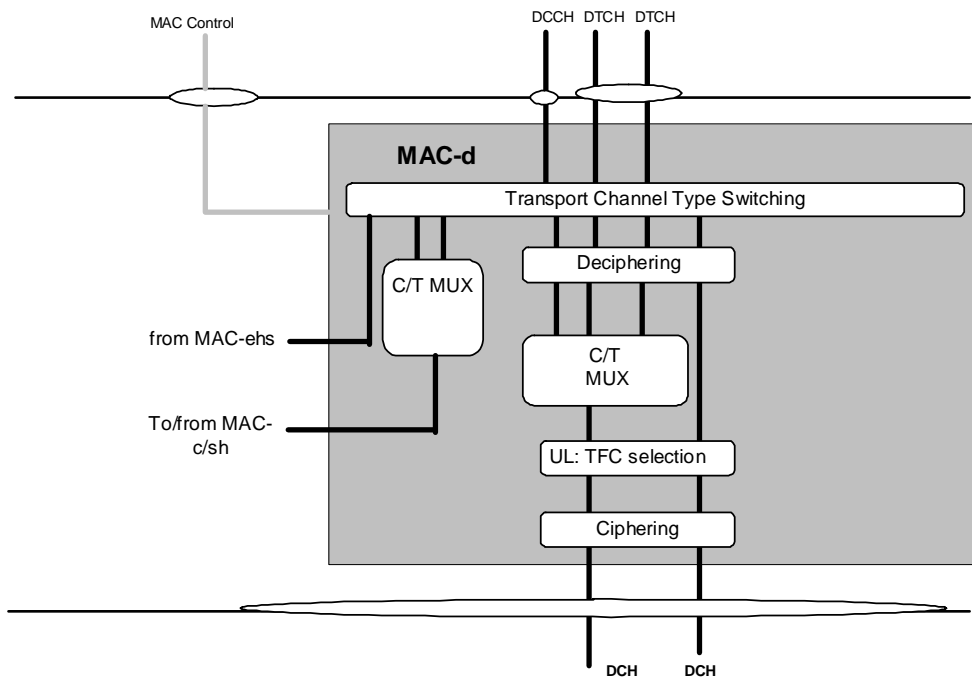 MAC Control
DCCH DTCH DTCH
MAC-d
Transport Channel Type Switching
Deciphering
C/T MUX
from MAC-ehs
C/T
MUX
To/from MAC-
c/sh
UL: TFC selection
Ciphering
DCH DCH